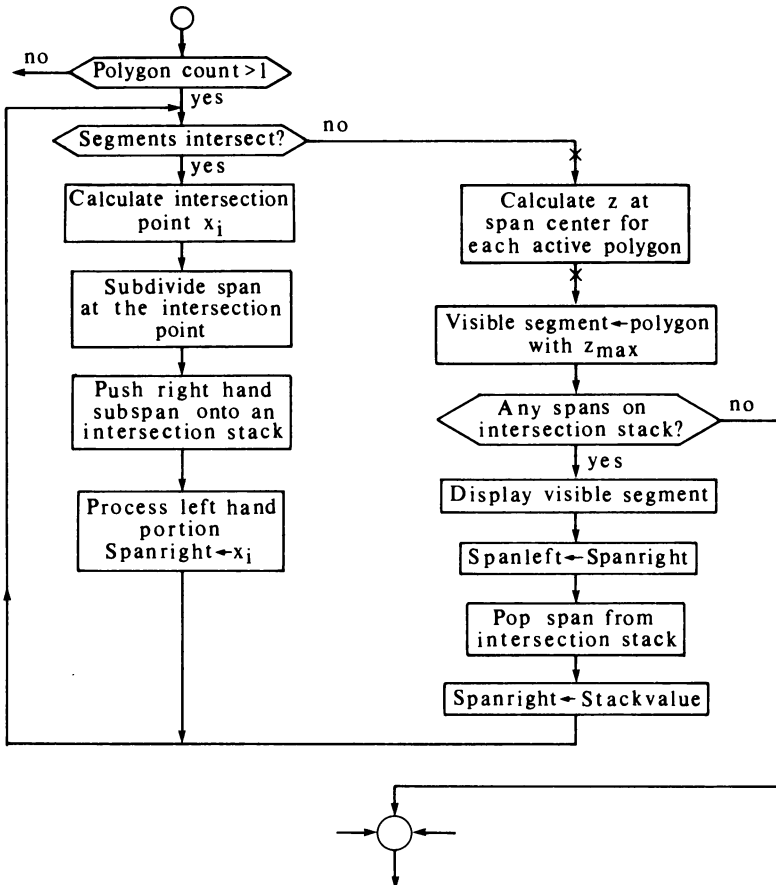 no
Polygon count>1
yes
Segments intersect?
no
yes
Calculate intersection
point xi
Subdivide span
at the intersection
point
Push right hand
subspan onto an
intersection stack
Process left hand
portion
Spanright←xi
Calculate z at
span center for
each active polygon
Visible segment←polygon
with zmax
Any spans on
intersection stack?
no
yes
Display visible segment
Spanleft←Spanright
Pop span from
intersection stack
Spanright←Stackvalue